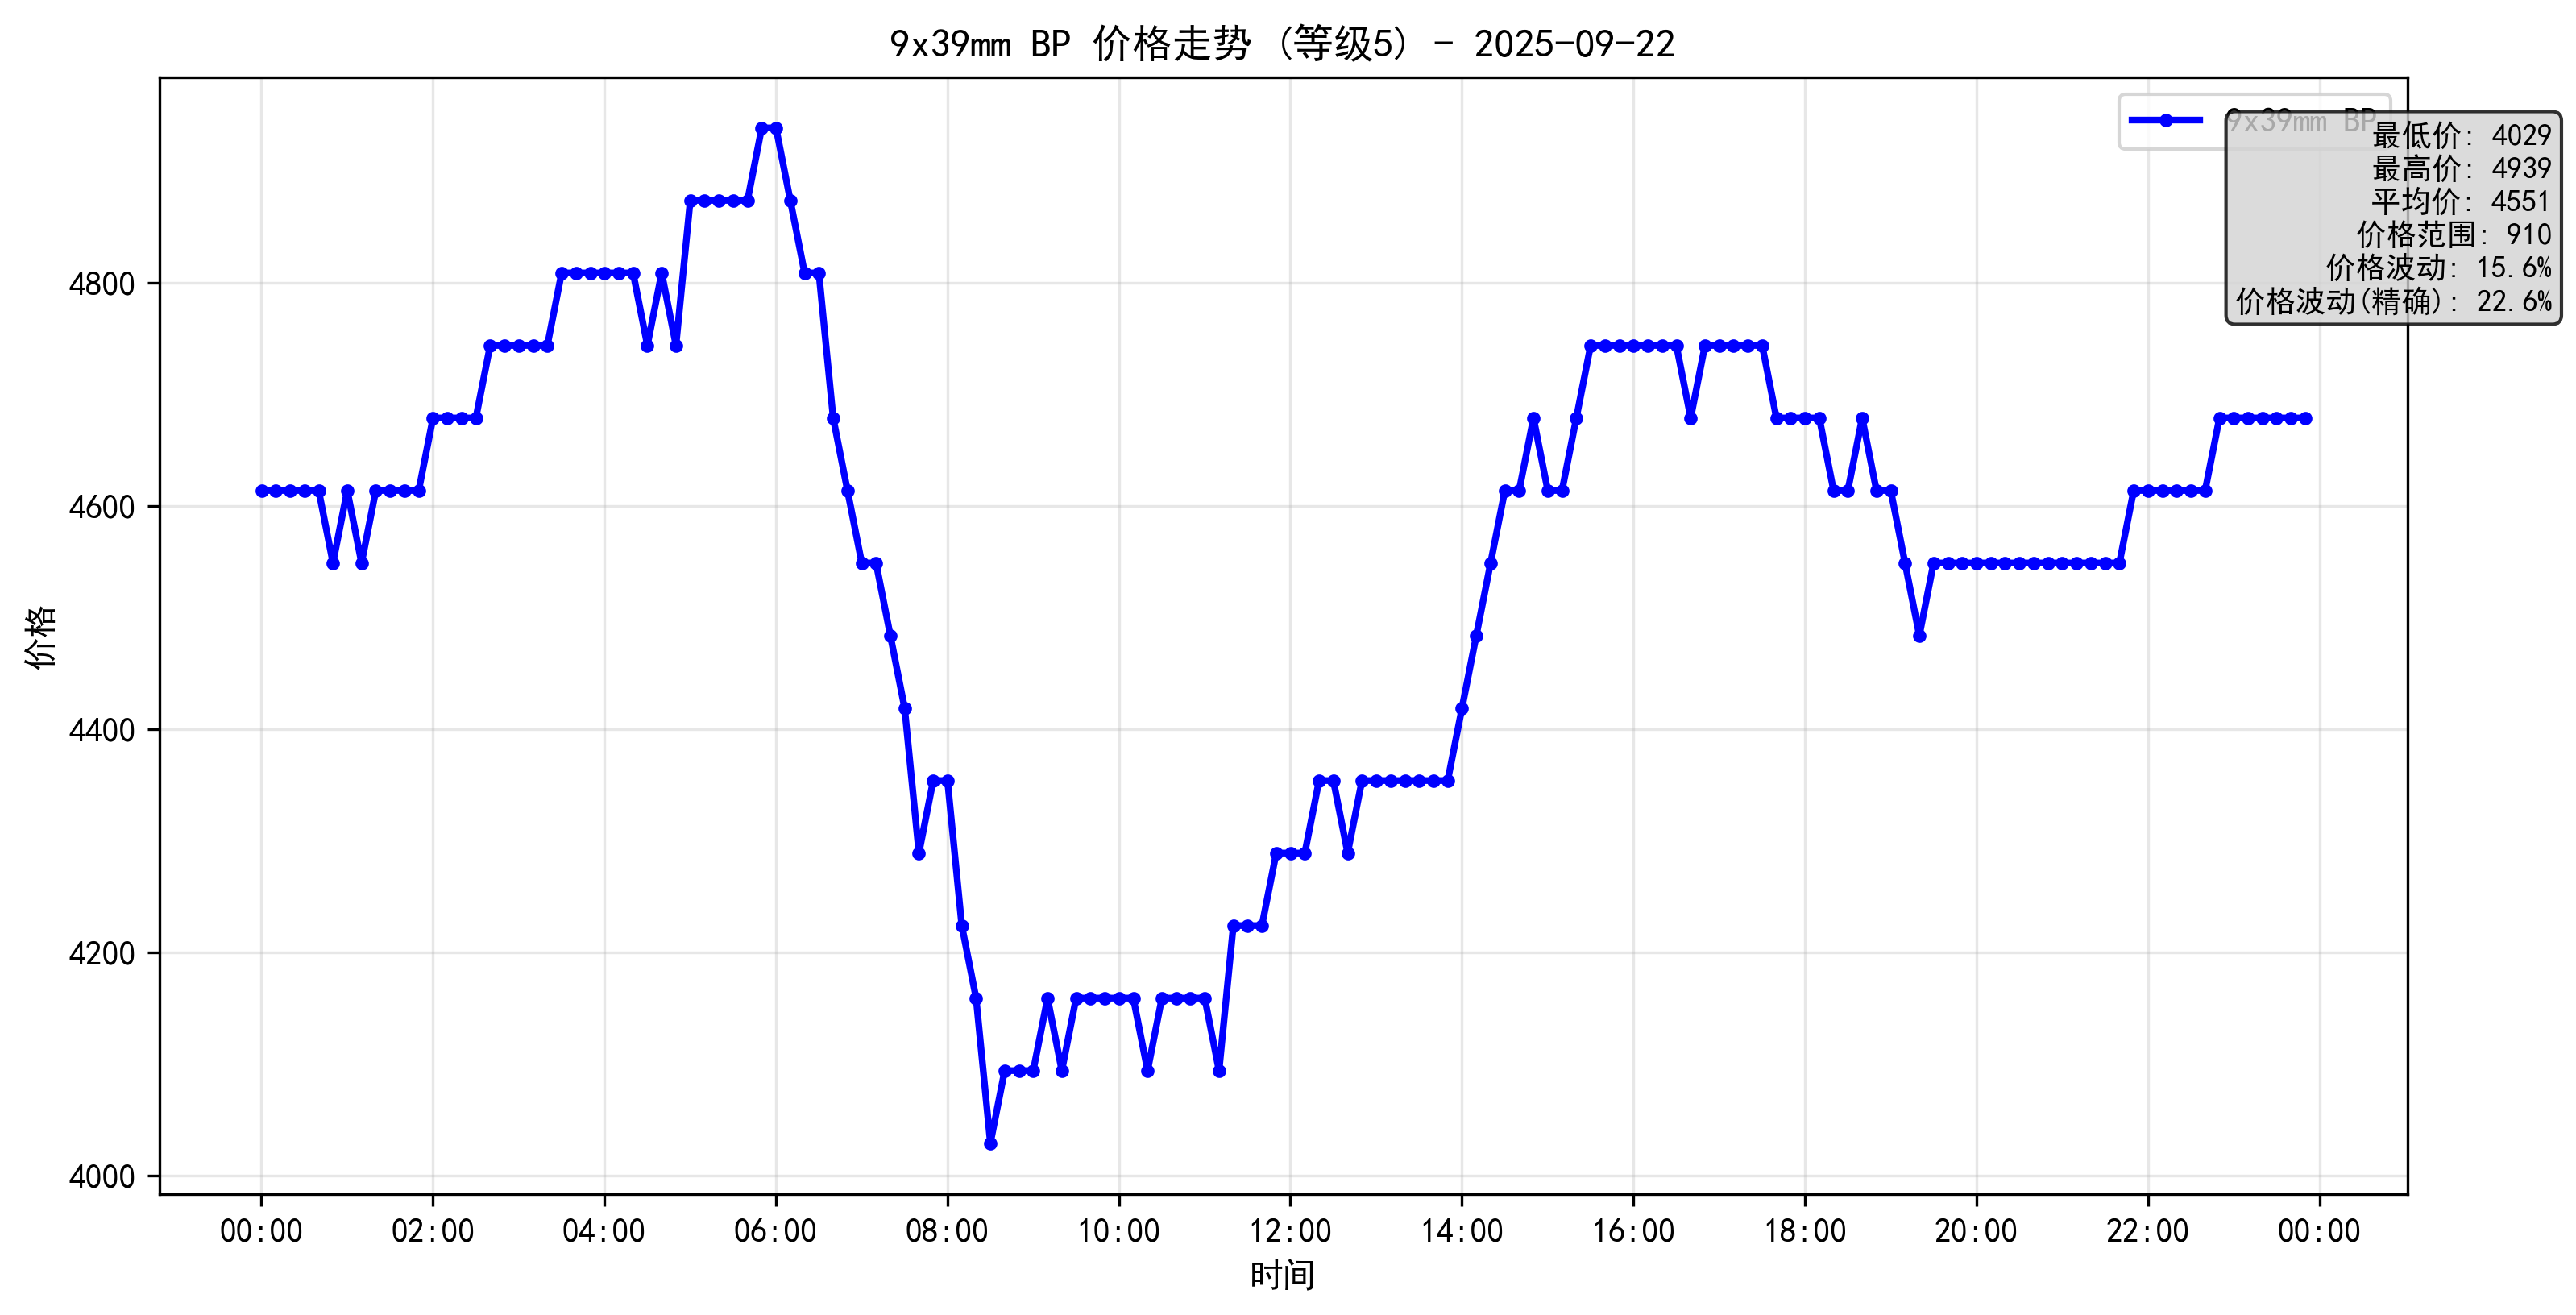 9x39mm BP 价格走势 (等级5) - 2025-09-22
9x39mm BP
最低价: 4029
最高价: 4939
平均价: 4551
价格范围: 910
价格波动: 15.6%
价格波动(精确): 22.6%
价格
4800
4600
4400
4200
4000
00:00 02:00 04:00 06:00 08:00 10:00 12:00 14:00 16:00 18:00 20:00 22:00 00:00
时间